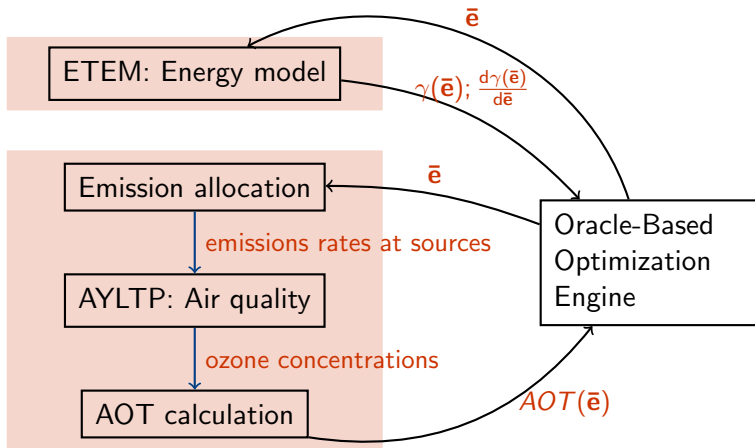 ē
ETEM: Energy model
γ(ē); dγ(ē)/dē
Emission allocation
ē
emissions rates at sources
AYLTP: Air quality
ozone concentrations
AOT calculation
AOT(ē)
Oracle-Based
Optimization
Engine